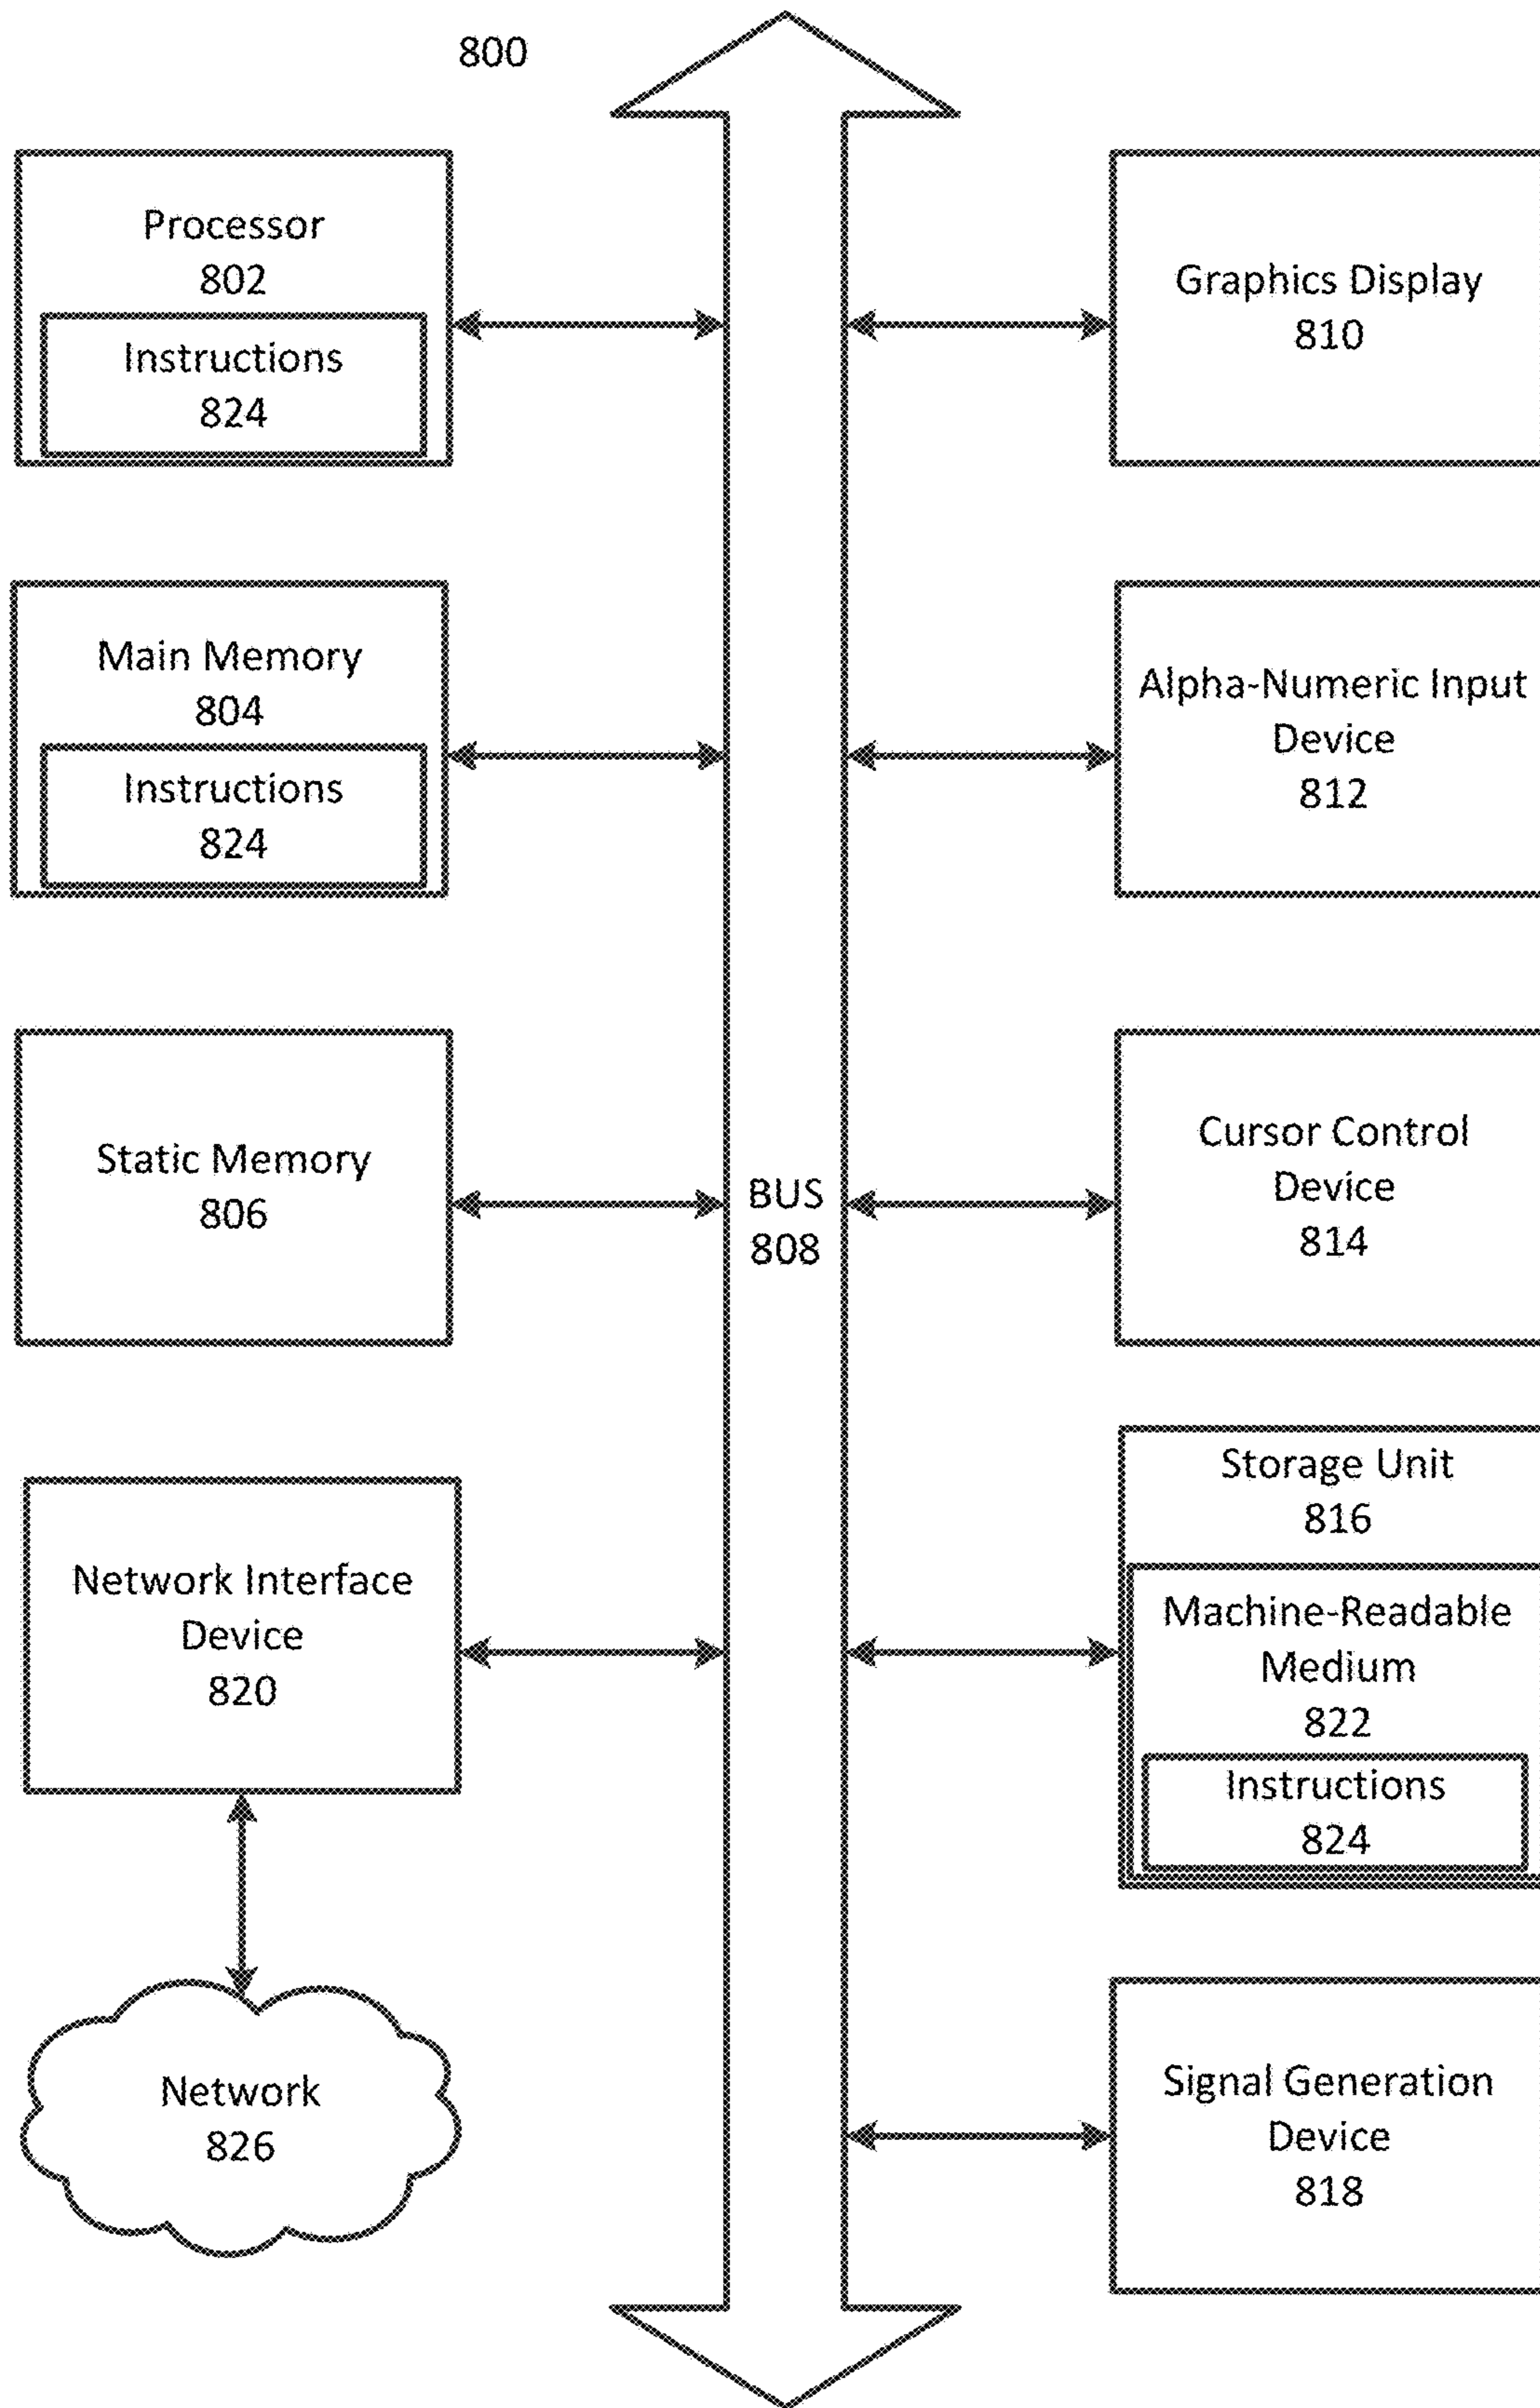 800
Processor
802
Instructions
824
Main Memory
804
Instructions
824
Static Memory
806
Network Interface
Device
820
Network
826
BUS
808
Graphics Display
810
Alpha-Numeric Input
Device
812
Cursor Control
Device
814
Storage Unit
816
Machine-Readable
Medium
822
Instructions
824
Signal Generation
Device
818